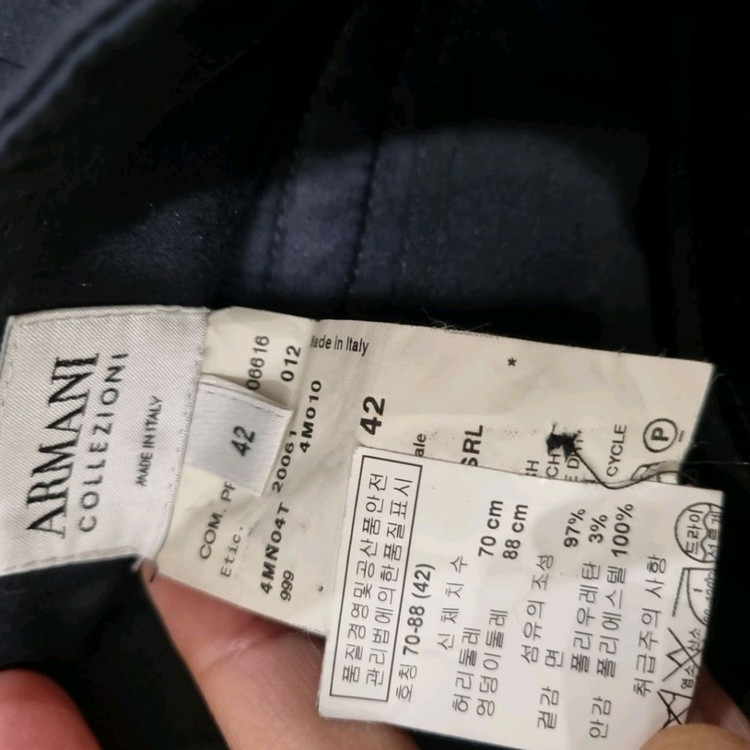 ARMANI
COLLEZIONI
MADE IN ITALY
42
06616
012
COM.
Etic.
4M010
999
Made in Italy
42
SRL
CYCLE
P
품질경영및공산품안전
관리법에의한품질표시
호칭 70-88 (42)
신 체 치 수
허리둘레 70 cm
엉덩이둘레 88 cm
섬유의 조성
겉감 면 97%
폴리우레탄 3%
안감 폴리에스텔 100%
취급주의 사항
드라이